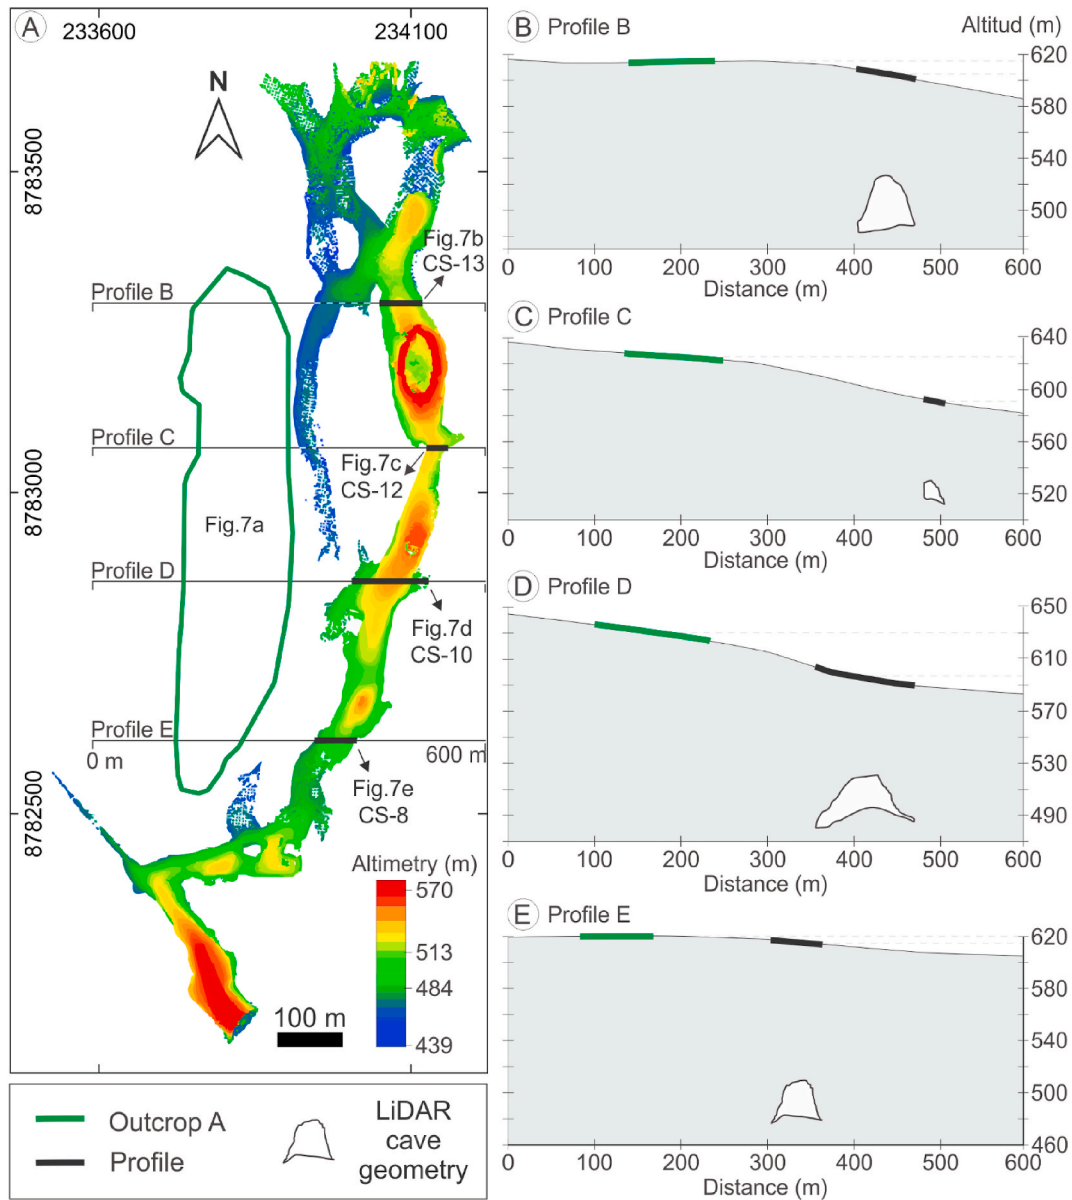 A
233600
234100
N
8783500
8783000
8782500
Fig.7b
CS-13
Profile B
Profile C
Fig.7c
CS-12
Fig.7a
Profile D
Fig.7d
CS-10
Profile E
0 m
600 m
Fig.7e
CS-8
Altimetry (m)
570
513
484
439
100 m
Outcrop A
Profile
LiDAR
cave
geometry
B Profile B
Altitud (m)
620
580
540
500
0 100 200 300 400 500 600
Distance (m)
C Profile C
640
600
560
520
0 100 200 300 400 500 600
Distance (m)
D Profile D
650
610
570
530
490
0 100 200 300 400 500 600
Distance (m)
E Profile E
620
580
540
500
460
0 100 200 300 400 500 600
Distance (m)